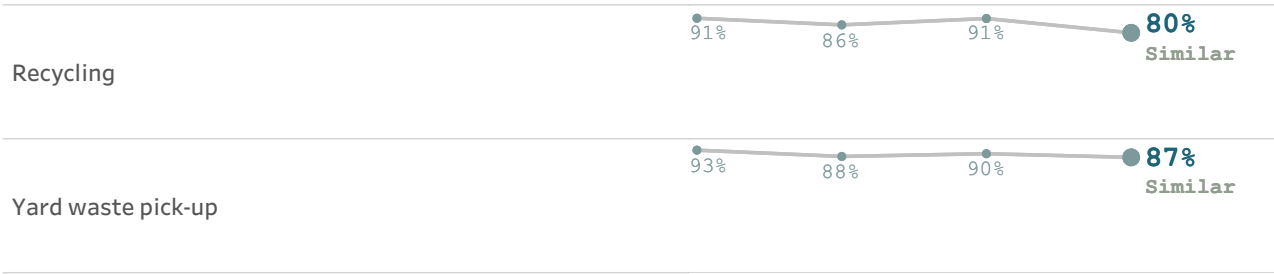 Recycling
91% 86% 91% 80%
Similar
Yard waste pick-up
93% 88% 90% 87%
Similar